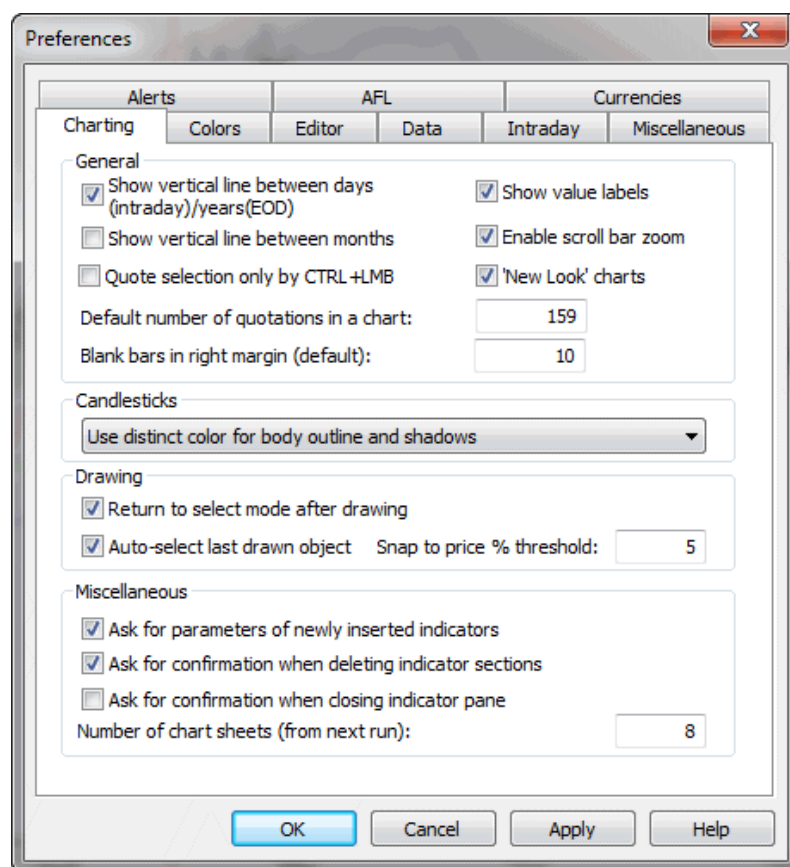 Preferences
Alerts AFL Currencies
Charting Colors Editor Data Intraday Miscellaneous
General
Show vertical line between days
(intraday)/years(EOD)
Show value labels
Show vertical line between months
Enable scroll bar zoom
Quote selection only by CTRL+LMB
'New Look' charts
Default number of quotations in a chart: 159
Blank bars in right margin (default): 10
Candlesticks
Use distinct color for body outline and shadows
Drawing
Return to select mode after drawing
Auto-select last drawn object Snap to price % threshold: 5
Miscellaneous
Ask for parameters of newly inserted indicators
Ask for confirmation when deleting indicator sections
Ask for confirmation when closing indicator pane
Number of chart sheets (from next run): 8
OK Cancel Apply Help